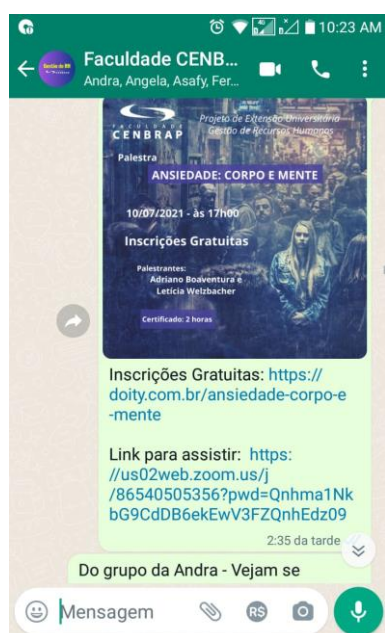 10:23 AM
Faculdade CENB...
Andra, Angela, Asafy, Fer...
FACULDADE
CENBRAP
Projeto de Extensão Universitária
Gestão de Recursos Humanos
Palestra
ANSIEDADE: CORPO E MENTE
10/07/2021 - às 17h00
Inscrições Gratuitas
Palestrantes:
Adriano Boaventura e
Letícia Welzbacher
Certificado: 2 horas
Inscrições Gratuitas: https://
doity.com.br/ansiedade-corpo-e
-mente
Link para assistir: https:
//us02web.zoom.us/j
/86540505356?pwd=Qnhma1Nk
bG9CdDB6ekEwV3FZQnhEdz09
2:35 da tarde
Do grupo da Andra - Vejam se
Mensagem
RS